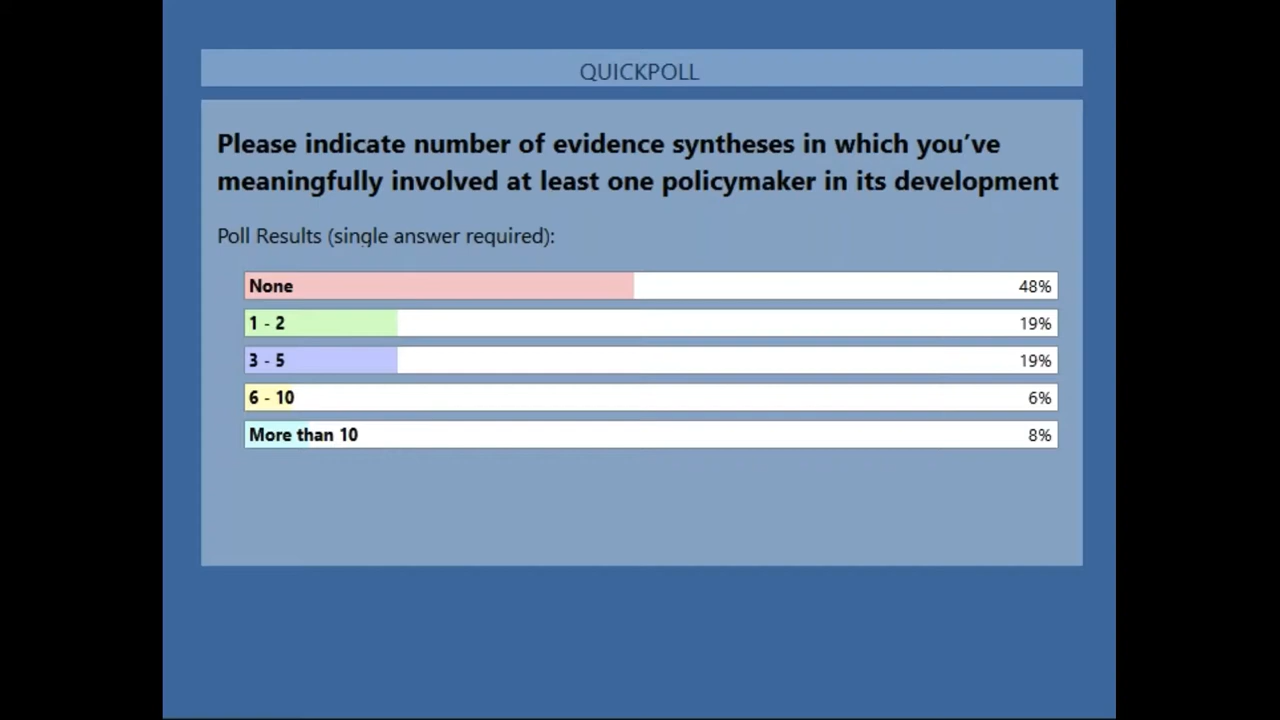 QUICKPOLL
Please indicate number of evidence syntheses in which you’ve
meaningfully involved at least one policymaker in its development
Poll Results (single answer required):
None 48%
1 - 2 19%
3 - 5 19%
6 - 10 6%
More than 10 8%